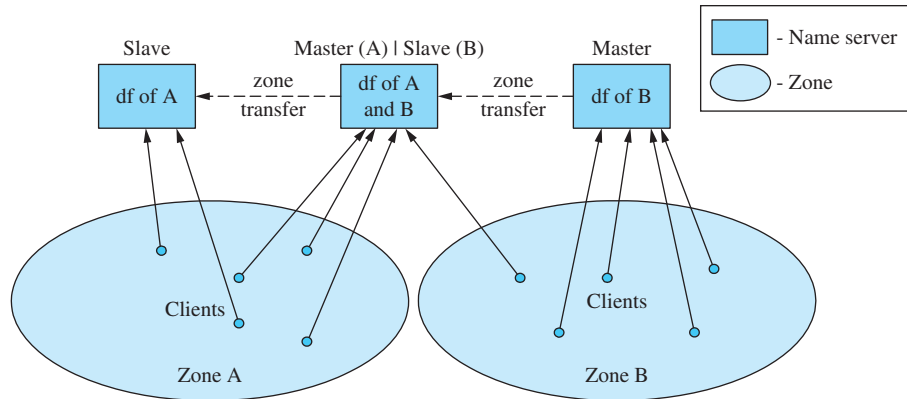 Slave
Master (A) | Slave (B)
Master
- Name server
- Zone
df of A
zone
transfer
df of A
and B
zone
transfer
df of B
Clients
Zone A
Clients
Zone B